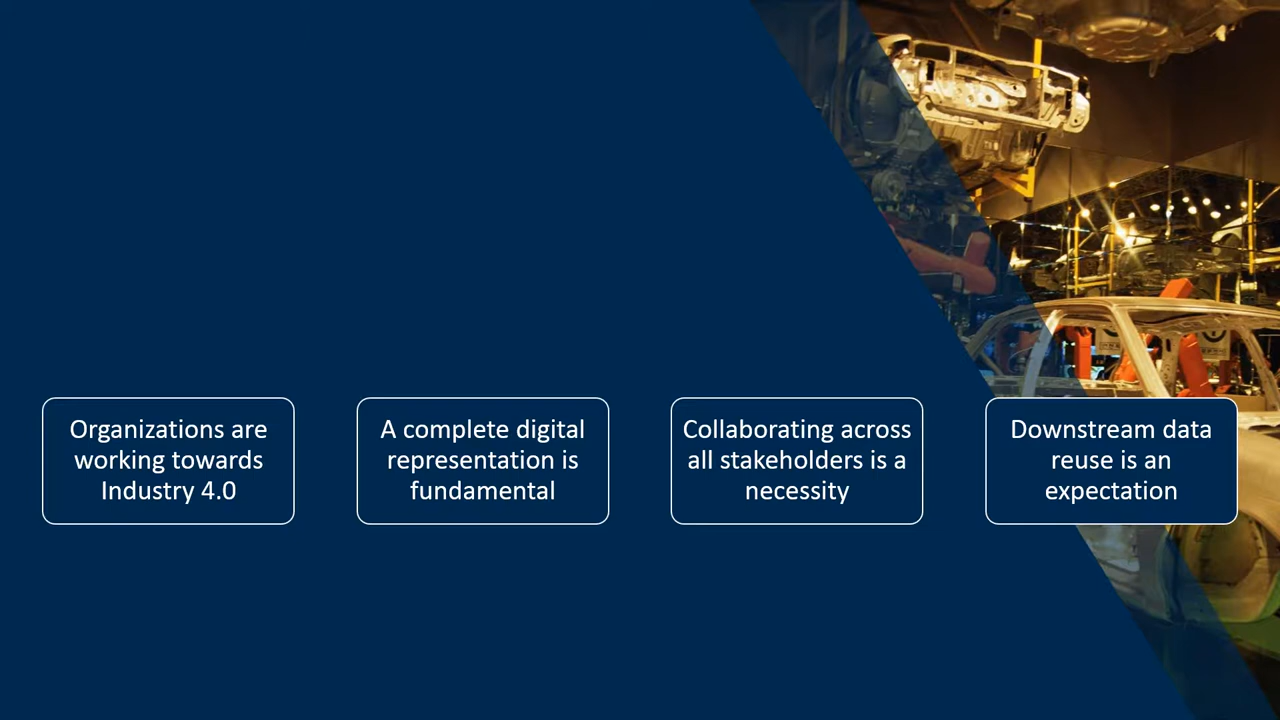 Organizations are
working towards
Industry 4.0
A complete digital
representation is
fundamental
Collaborating across
all stakeholders is a
necessity
Downstream data
reuse is an
expectation